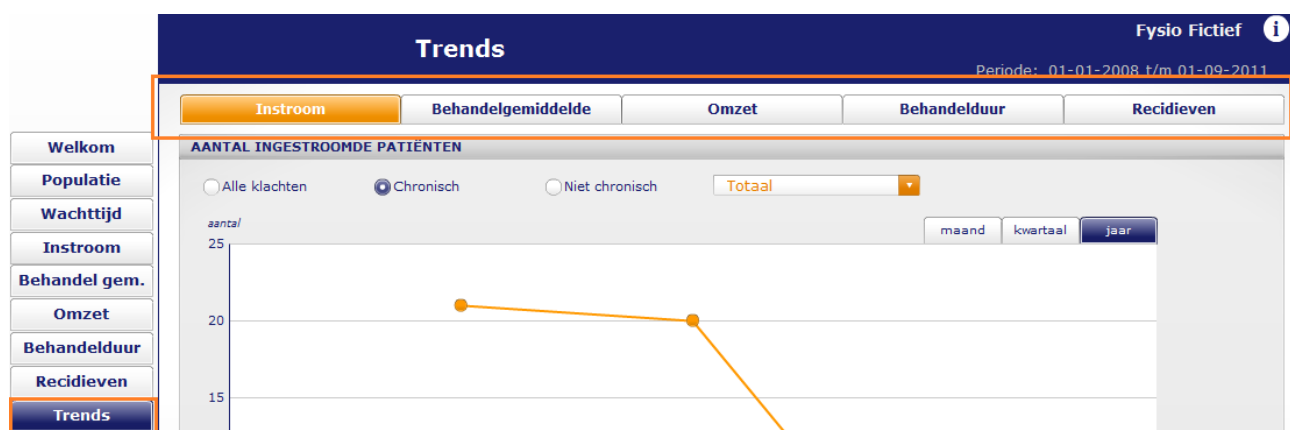 Fysio Fictief i
Trends
Periode: 01-01-2008 t/m 01-09-2011
Instroom Behandelgemiddelde Omzet Behandelduur Recidieven
Welkom
Populatie
Wachttijd
Instroom
Behandel gem.
Omzet
Behandelduur
Recidieven
Trends
AANTAL INGESTROOMDE PATIËNTEN
Alle klachten Chronisch Niet chronisch Totaal
aantal
maand kwartaal jaar
25
20
15